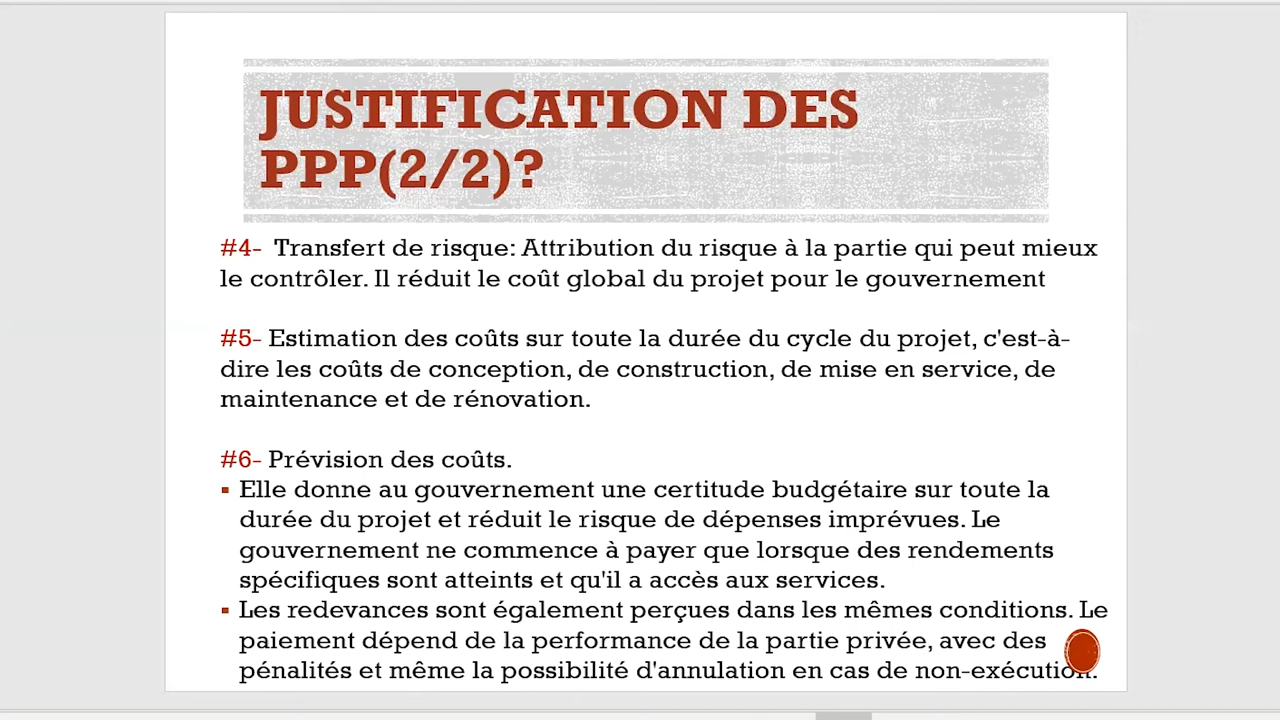 JUSTIFICATION DES
PPP(2/2)?
#4- Transfert de risque: Attribution du risque à la partie qui peut mieux
le contrôler. Il réduit le coût global du projet pour le gouvernement
#5- Estimation des coûts sur toute la durée du cycle du projet, c'est-à-
dire les coûts de conception, de construction, de mise en service, de
maintenance et de rénovation.
#6- Prévision des coûts.
▪ Elle donne au gouvernement une certitude budgétaire sur toute la
durée du projet et réduit le risque de dépenses imprévues. Le
gouvernement ne commence à payer que lorsque des rendements
spécifiques sont atteints et qu'il a accès aux services.
▪ Les redevances sont également perçues dans les mêmes conditions. Le
paiement dépend de la performance de la partie privée, avec des
pénalités et même la possibilité d'annulation en cas de non-exécution.